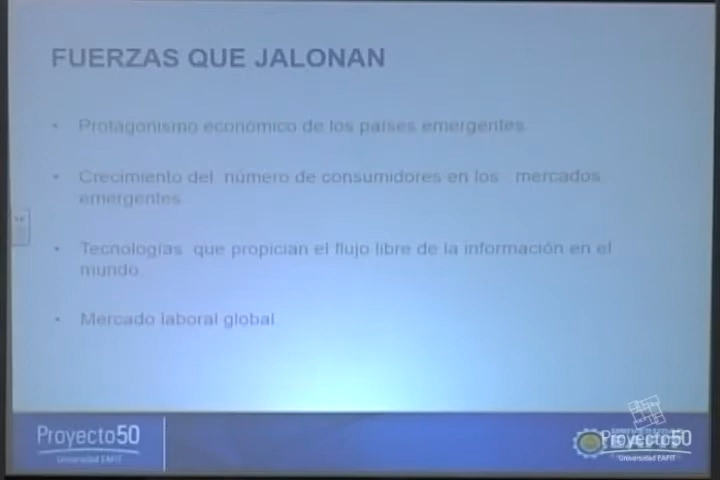 FUERZAS QUE JALONAN
• Protagonismo económico de los países emergentes
• Crecimiento del número de consumidores en los mercados
emergentes
• Tecnologías que propician el flujo libre de la información en el
mundo
• Mercado laboral global
Proyecto50
Universidad EAFIT
Proyecto50
Universidad EAFIT